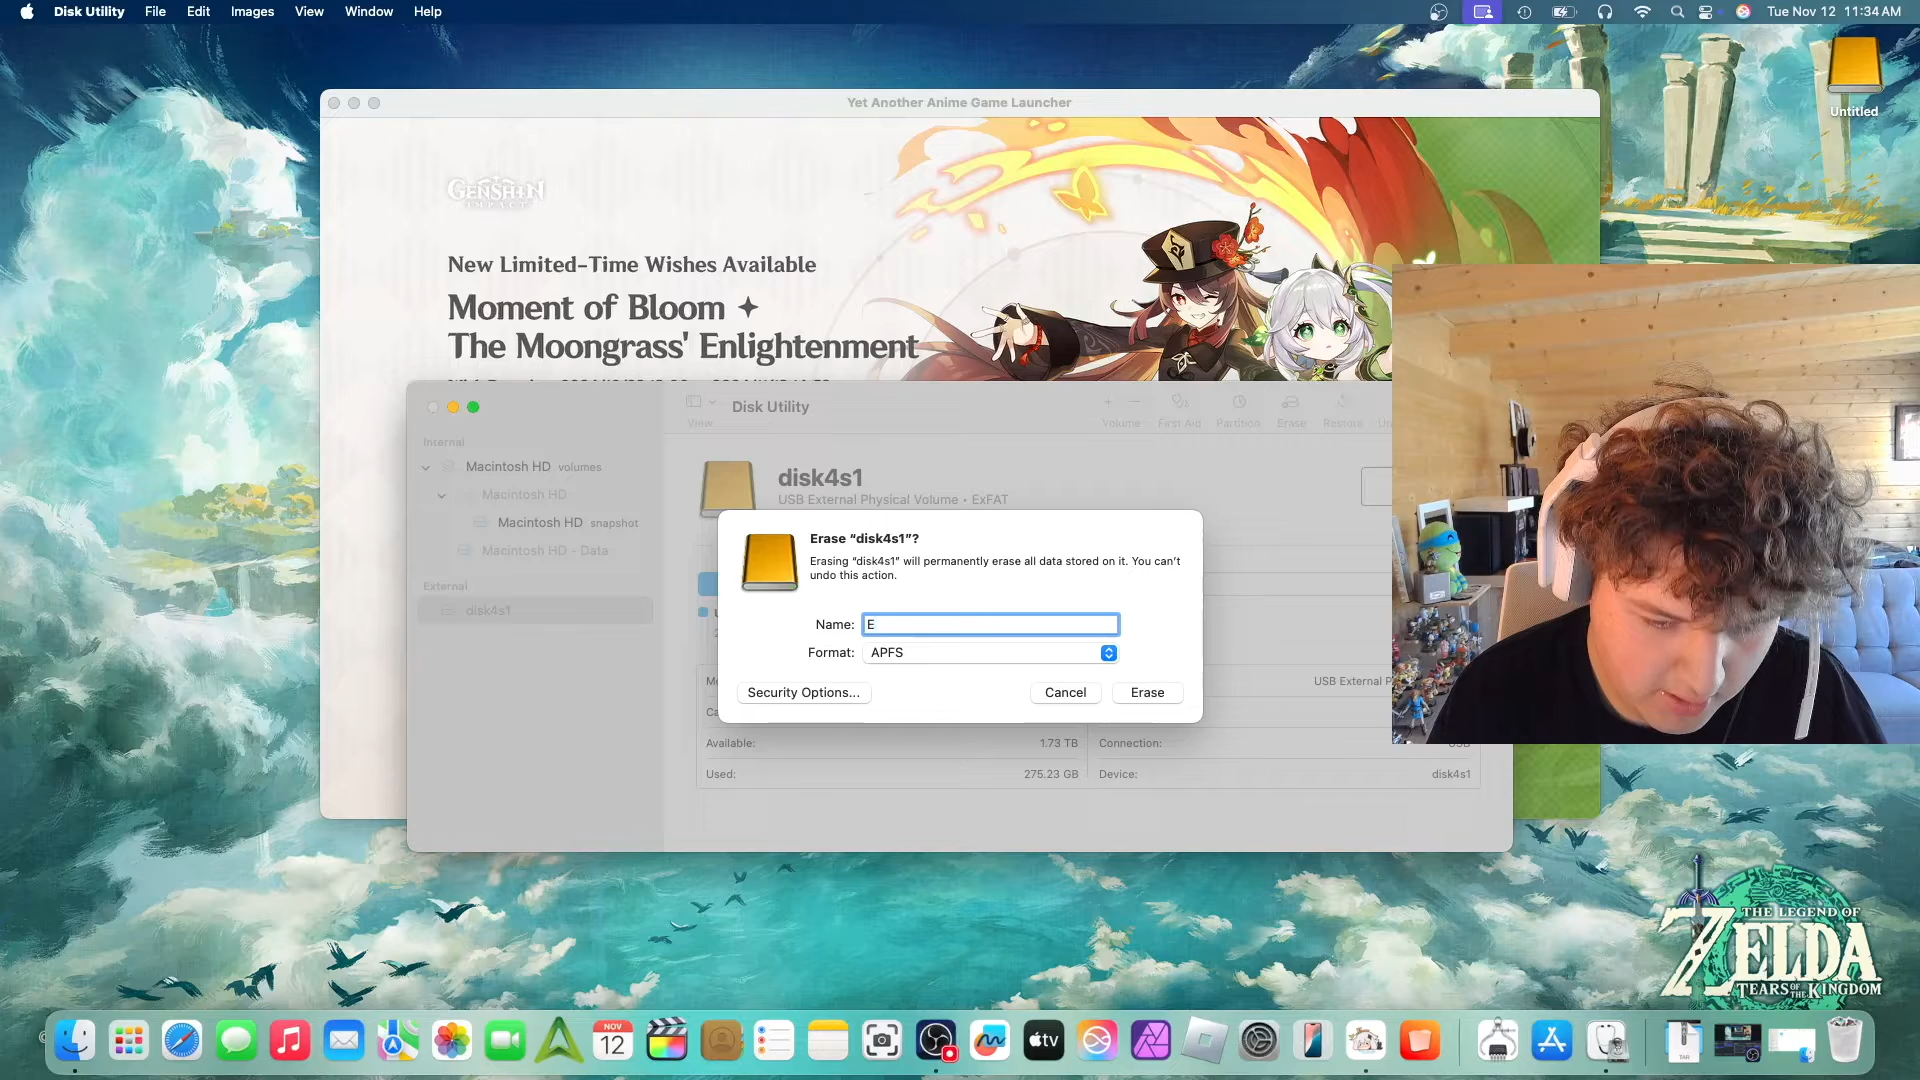 Disk Utility File Edit Images View Window Help
Tue Nov 12 11:34 AM
Untitled
Yet Another Anime Game Launcher
GENSHIN
IMPACT
New Limited-Time Wishes Available
Moment of Bloom ✦
The Moongrass' Enlightenment
Disk Utility
View
Volume First Aid Partition Erase Restore
Internal
Macintosh HD volumes
Macintosh HD
Macintosh HD snapshot
Macintosh HD - Data
External
disk4s1
disk4s1
USB External Physical Volume • ExFAT
Erase “disk4s1”?
Erasing “disk4s1” will permanently erase all data stored on it. You can’t
undo this action.
Name: E
Format: APFS
Security Options... Cancel Erase
USB External
Available: 1.73 TB Connection: USB
Used: 275.23 GB Device: disk4s1
THE LEGEND OF
ZELDA
TEARS OF THE KINGDOM
NOV
12
tv
TAR